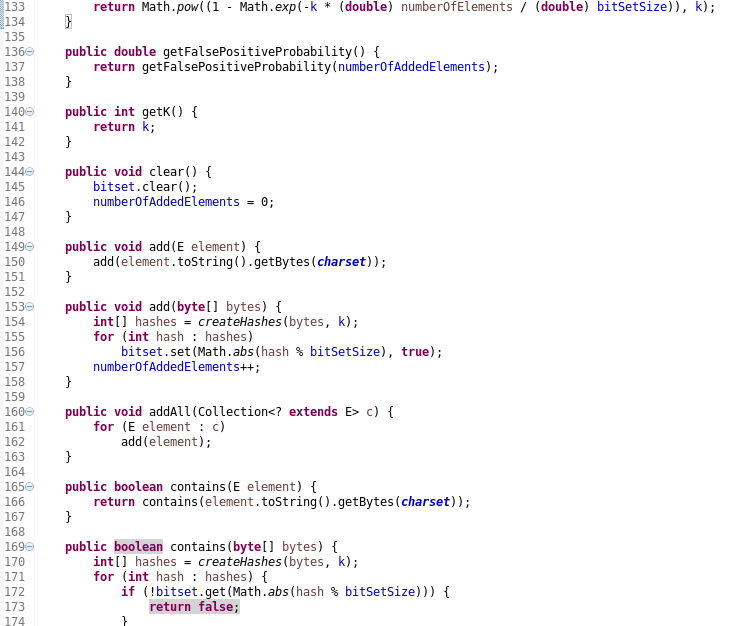 133 return Math.pow((1 - Math.exp(-k * (double) numberOfElements / (double) bitSetSize)), k);
134 }
135
136 public double getFalsePositiveProbability() {
137 return getFalsePositiveProbability(numberOfAddedElements);
138 }
139
140 public int getK() {
141 return k;
142 }
143
144 public void clear() {
145 bitset.clear();
146 numberOfAddedElements = 0;
147 }
148
149 public void add(E element) {
150 add(element.toString().getBytes(charset));
151 }
152
153 public void add(byte[] bytes) {
154 int[] hashes = createHashes(bytes, k);
155 for (int hash : hashes)
156 bitset.set(Math.abs(hash % bitSetSize), true);
157 numberOfAddedElements++;
158 }
159
160 public void addAll(Collection<? extends E> c) {
161 for (E element : c)
162 add(element);
163 }
164
165 public boolean contains(E element) {
166 return contains(element.toString().getBytes(charset));
167 }
168
169 public boolean contains(byte[] bytes) {
170 int[] hashes = createHashes(bytes, k);
171 for (int hash : hashes) {
172 if (!bitset.get(Math.abs(hash % bitSetSize))) {
173 return false;
174 }